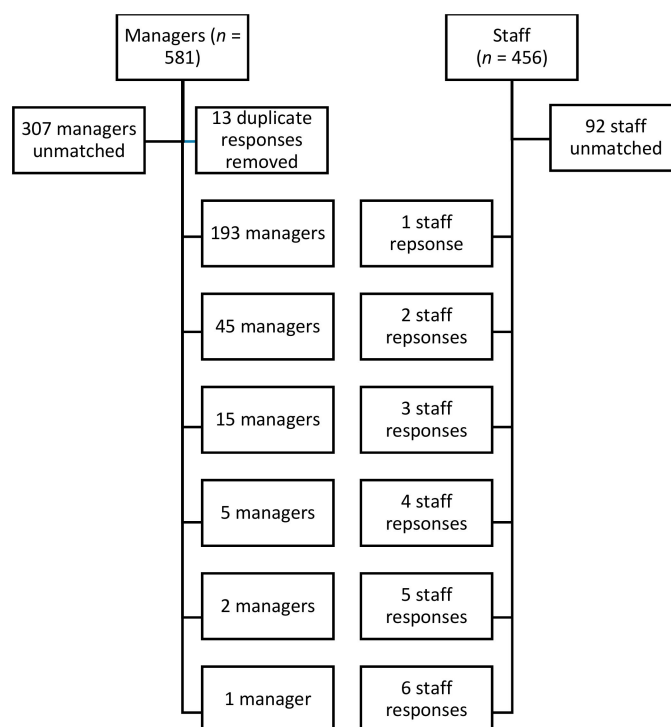 Managers (n =
581)
Staff
(n = 456)
307 managers
unmatched
13 duplicate
responses
removed
92 staff
unmatched
193 managers
1 staff
repsonse
45 managers
2 staff
repsonses
15 managers
3 staff
responses
5 managers
4 staff
repsonses
2 managers
5 staff
responses
1 manager
6 staff
responses